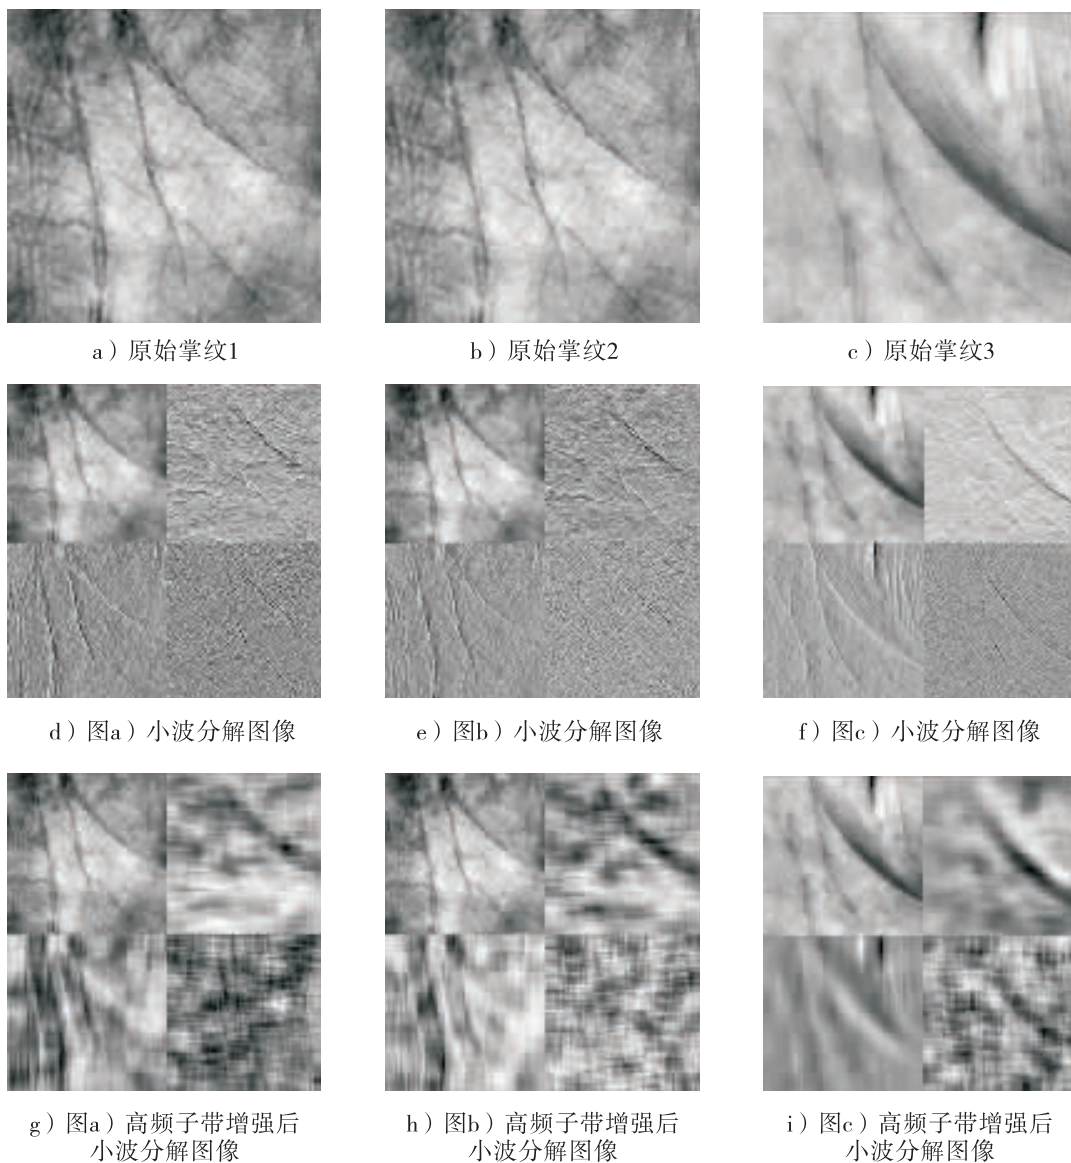 a）原始掌纹1
b）原始掌纹2
c）原始掌纹3
d）图a）小波分解图像
e）图b）小波分解图像
f）图c）小波分解图像
g）图a）高频子带增强后
小波分解图像
h）图b）高频子带增强后
小波分解图像
i）图c）高频子带增强后
小波分解图像